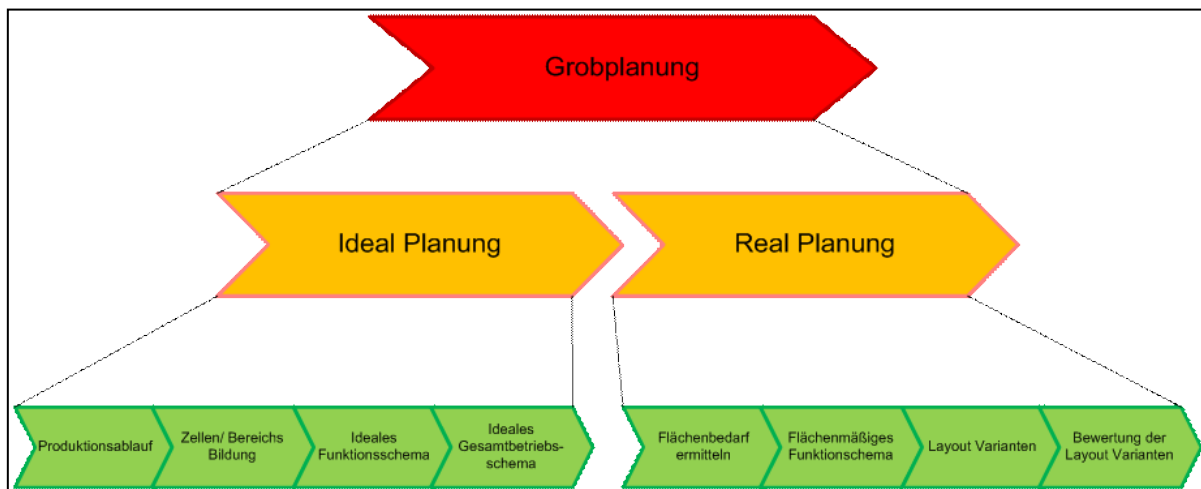 Grobplanung
Ideal Planung
Real Planung
Produktionsablauf
Zellen/ Bereichs
Bildung
Ideales
Funktionsschema
Ideales
Gesamtbetriebs-
schema
Flächenbedarf
ermitteln
Flächenmäßiges
Funktionschema
Layout Varianten
Bewertung der
Layout Varianten